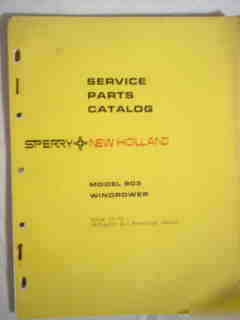 SERVICE
PARTS
CATALOG
SPERRY NEW HOLLAND
MODEL 903
WINDROWER